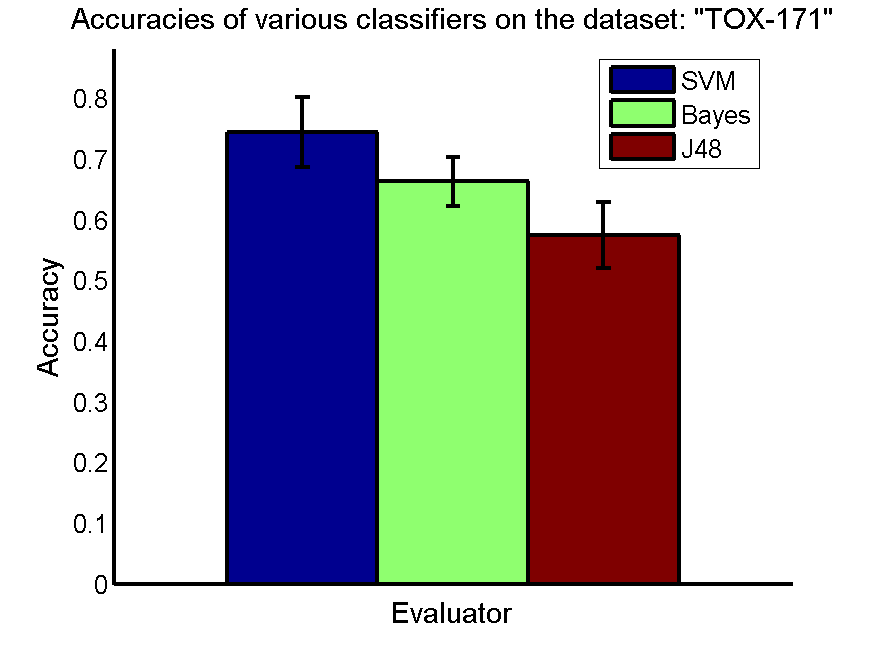 Accuracies of various classifiers on the dataset: "TOX-171"
SVM
Bayes
J48
Accuracy
0.8
0.7
0.6
0.5
0.4
0.3
0.2
0.1
0
Evaluator